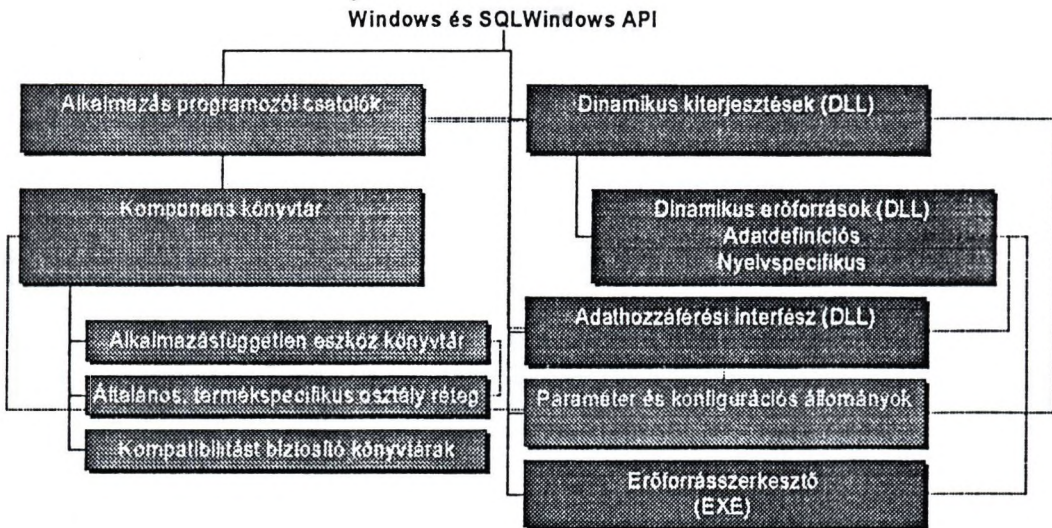 Windows és SQLWindows API
Alkalmazás programozói csatolók
Komponens könyvtár
Alkalmazásfüggetlen eszköz könyvtár
Általános, termékspecifikus osztály réteg
Kompatibilitást biztosító könyvtárak
Dinamikus kiterjesztések (DLL)
Dinamikus erőforrások (DLL)
Adatdefiníciós
Nyelvspecifikus
Adathozzáférési interfész (DLL)
Paraméter és konfigurációs állományok
Erőforrásszerkesztő
(EXE)